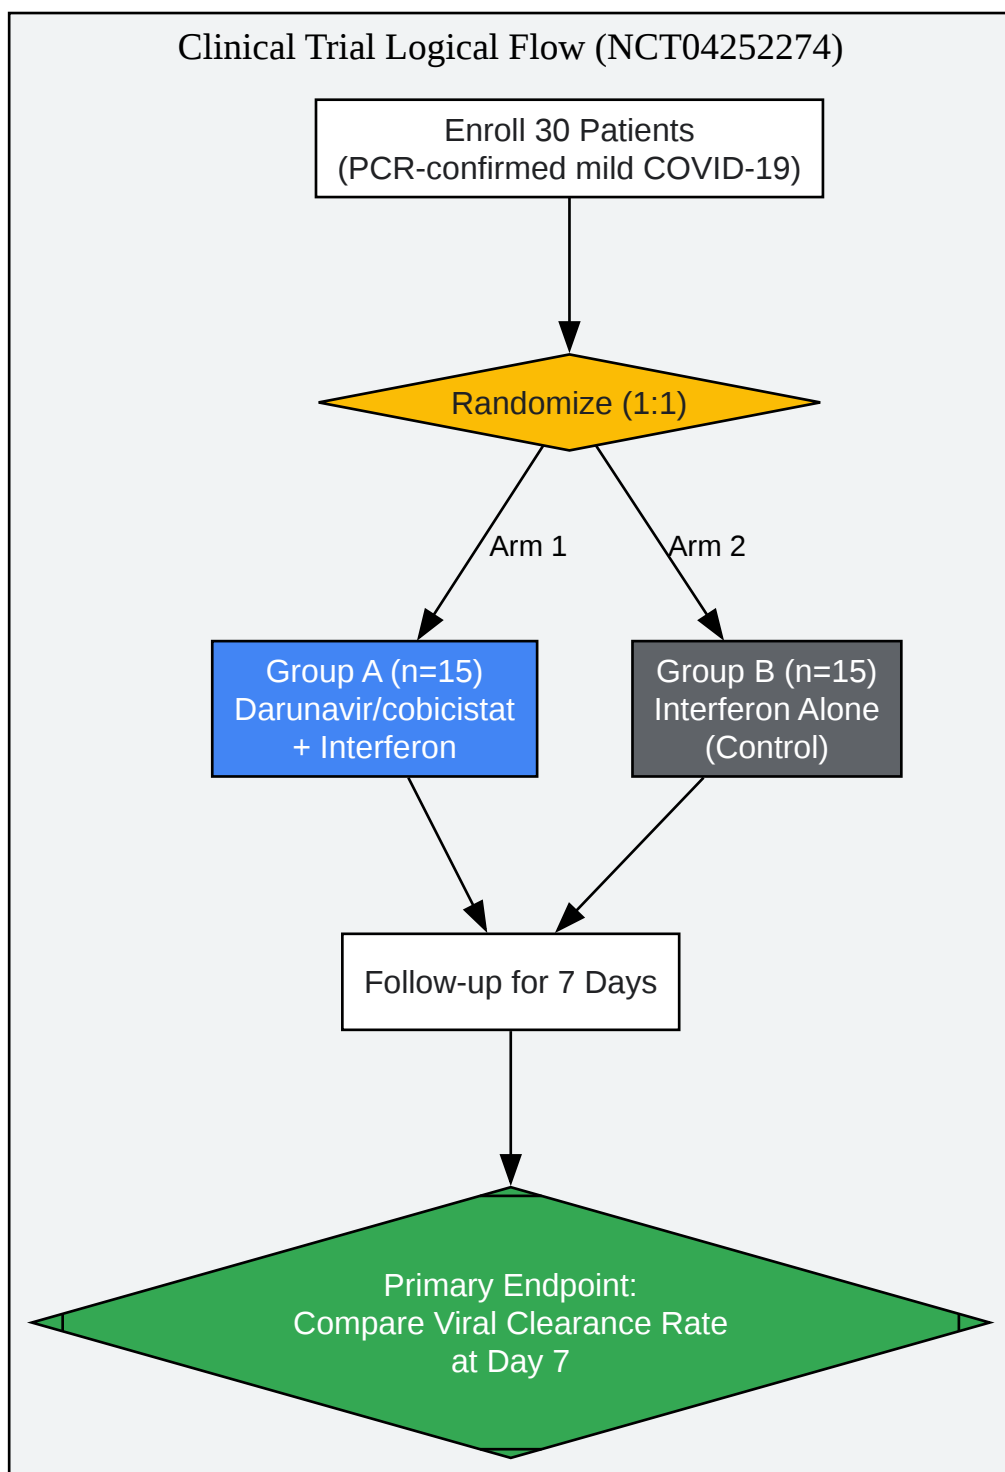 Clinical Trial Logical Flow (NCT04252274)
Enroll 30 Patients
(PCR-confirmed mild COVID-19)
Randomize (1:1)
Arm 1
Arm 2
Group A (n=15)
Darunavir/cobicistat
+ Interferon
Group B (n=15)
Interferon Alone
(Control)
Follow-up for 7 Days
Primary Endpoint:
Compare Viral Clearance Rate
at Day 7